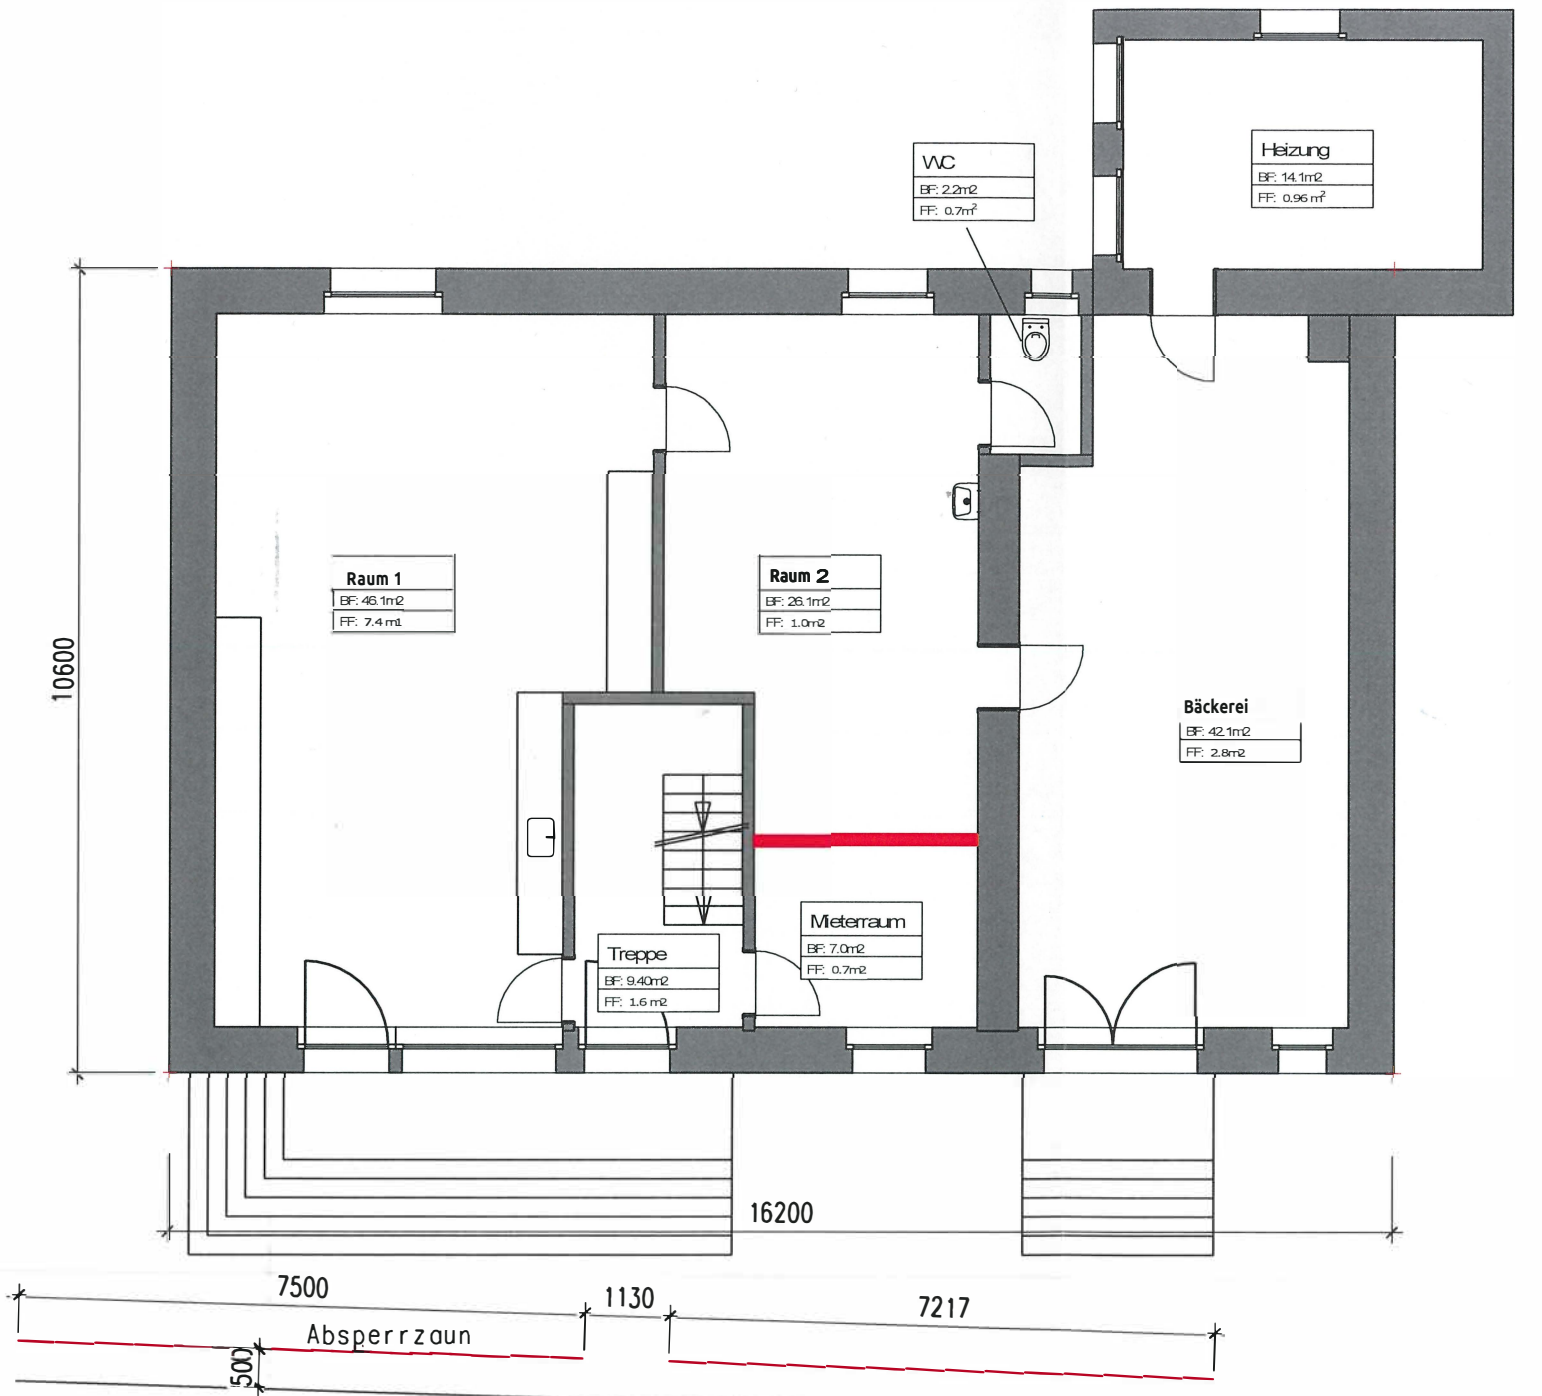 WC
BF: 2.2m2
FF: 0.7m²
Heizung
BF: 14.1m2
FF: 0.96 m²
Raum 1
BF: 46.1m2
FF: 7.4 m1
Raum 2
BF: 26.1m2
FF: 1.0m2
10600
Bäckerei
BF: 42.1m2
FF: 2.8m2
Mieterraum
BF: 7.0m2
FF: 0.7m2
Treppe
BF: 9.40m2
FF: 1.6 m2
16200
7500
1130
7217
Absperrzaun
500